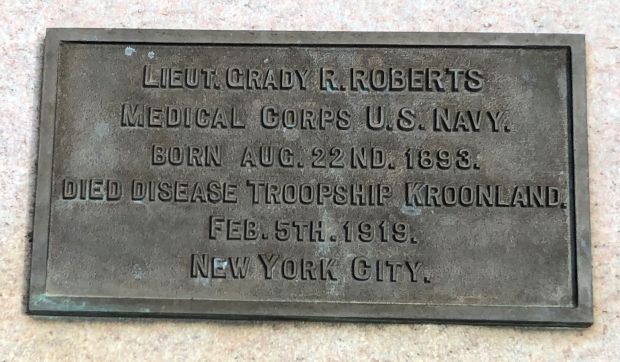 LIEUT. GRADY R. ROBERTS
MEDICAL CORPS U.S. NAVY.
BORN AUG. 22ND. 1893.
DIED DISEASE TROOPSHIP KROONLAND.
FEB. 5TH. 1919.
NEW YORK CITY.